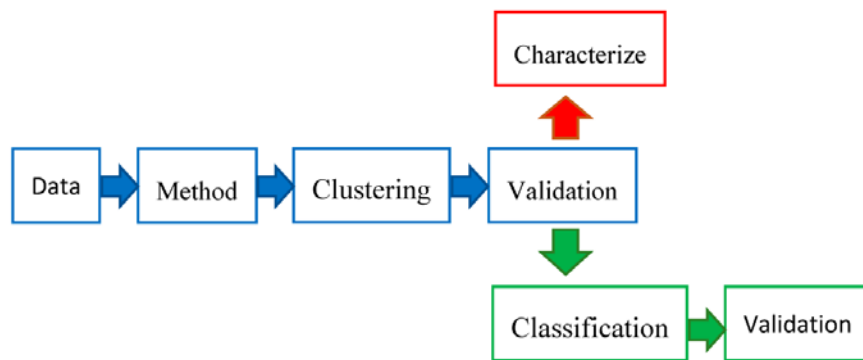 Characterize
Data
Method
Clustering
Validation
Classification
Validation